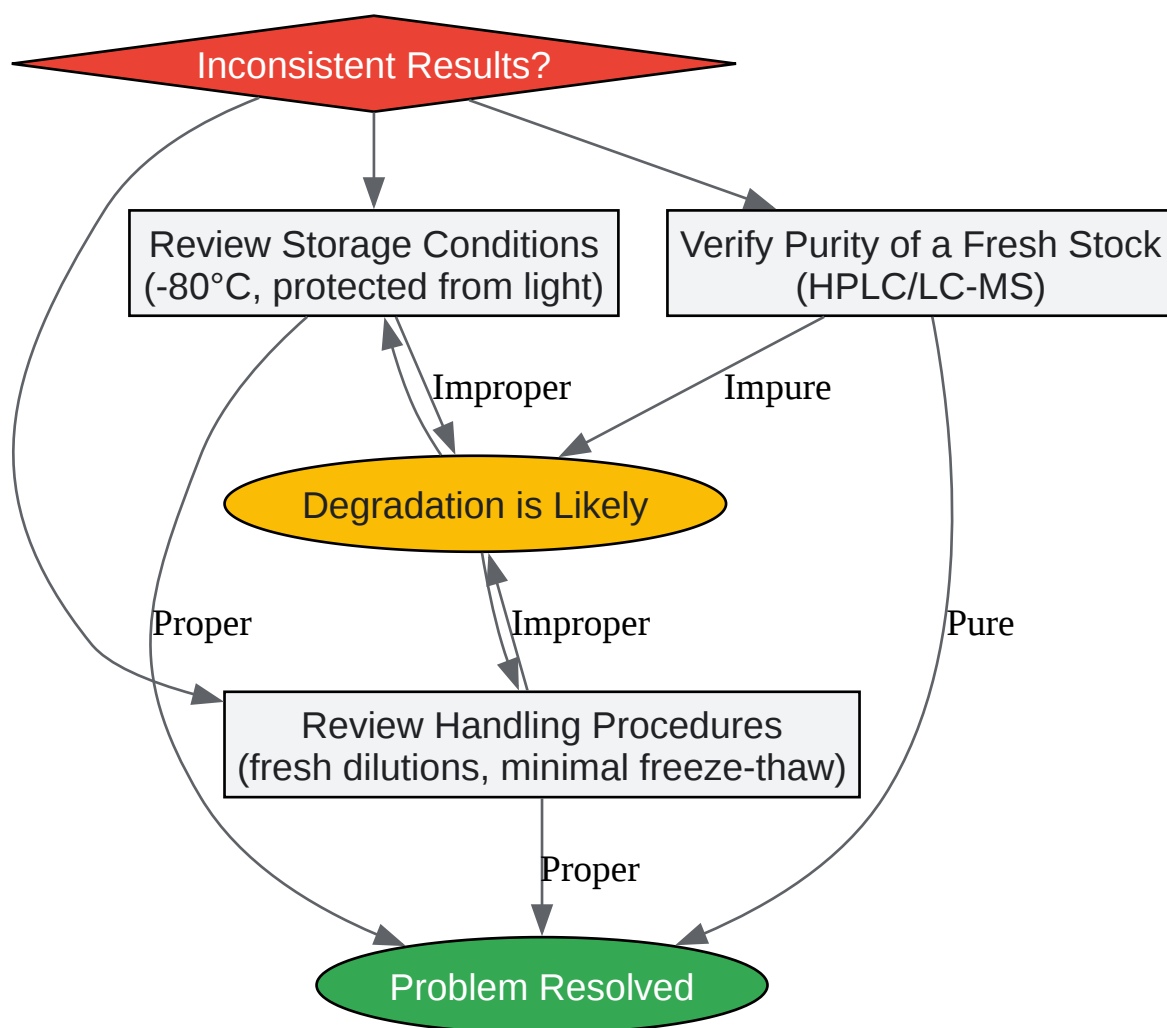 Inconsistent Results?
Review Storage Conditions
(-80°C, protected from light)
Verify Purity of a Fresh Stock
(HPLC/LC-MS)
Improper
Impure
Degradation is Likely
Proper
Improper
Pure
Review Handling Procedures
(fresh dilutions, minimal freeze-thaw)
Proper
Problem Resolved